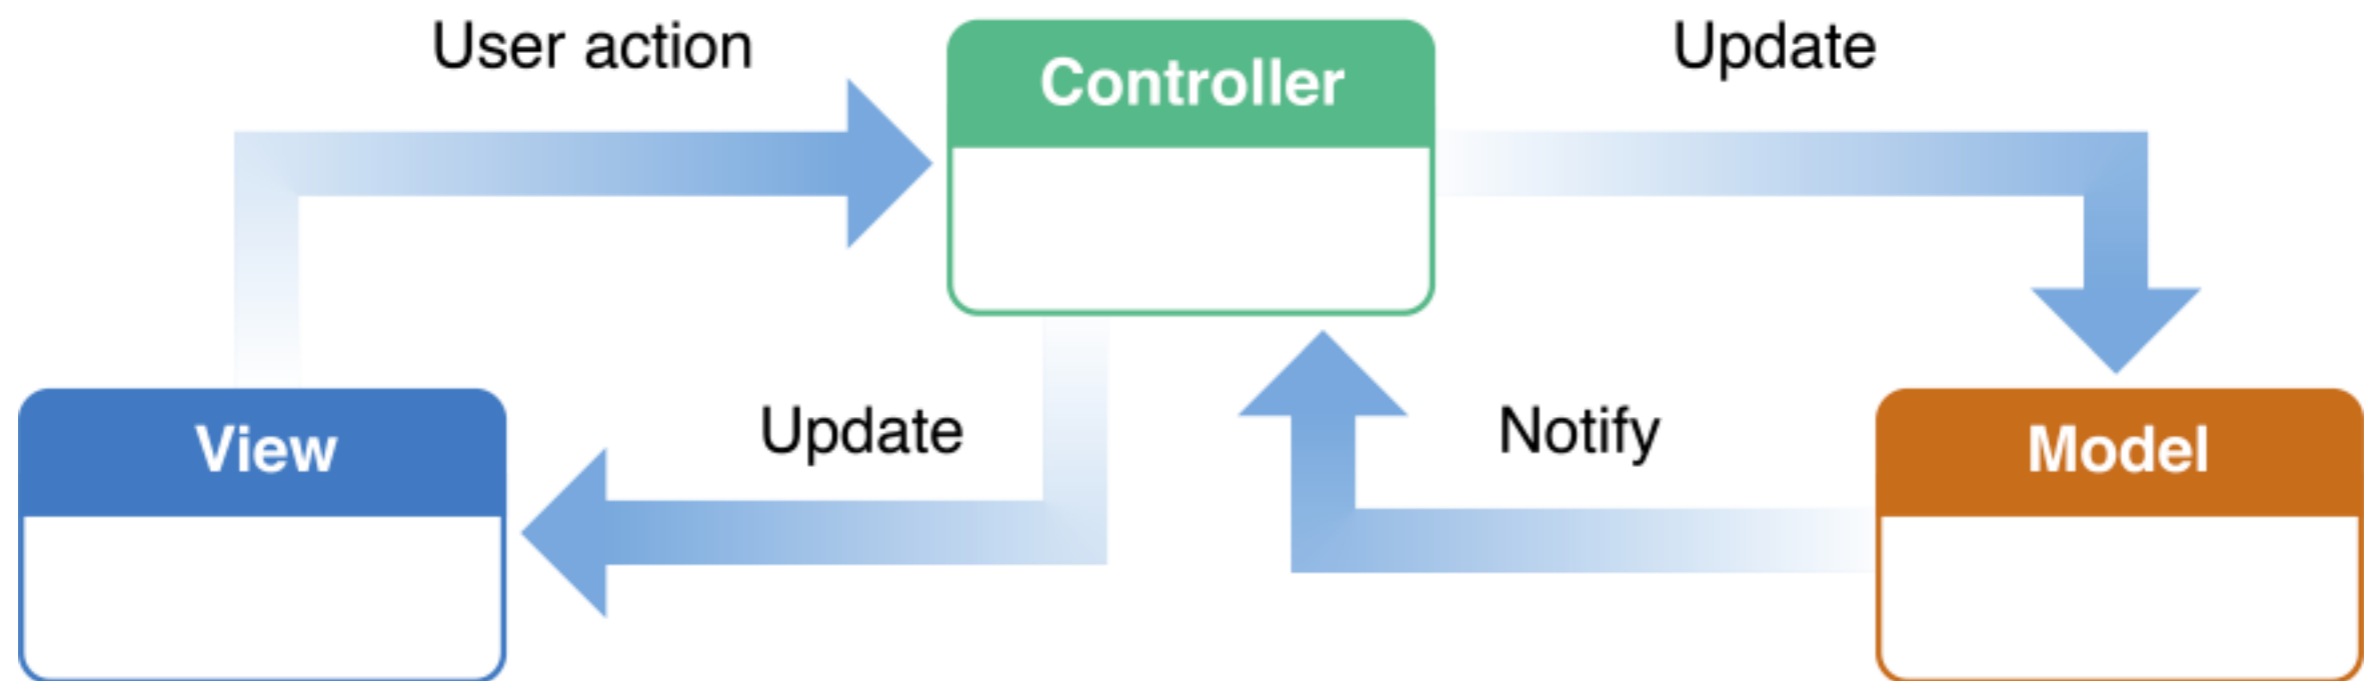 User action
Controller
Update
View
Update
Notify
Model